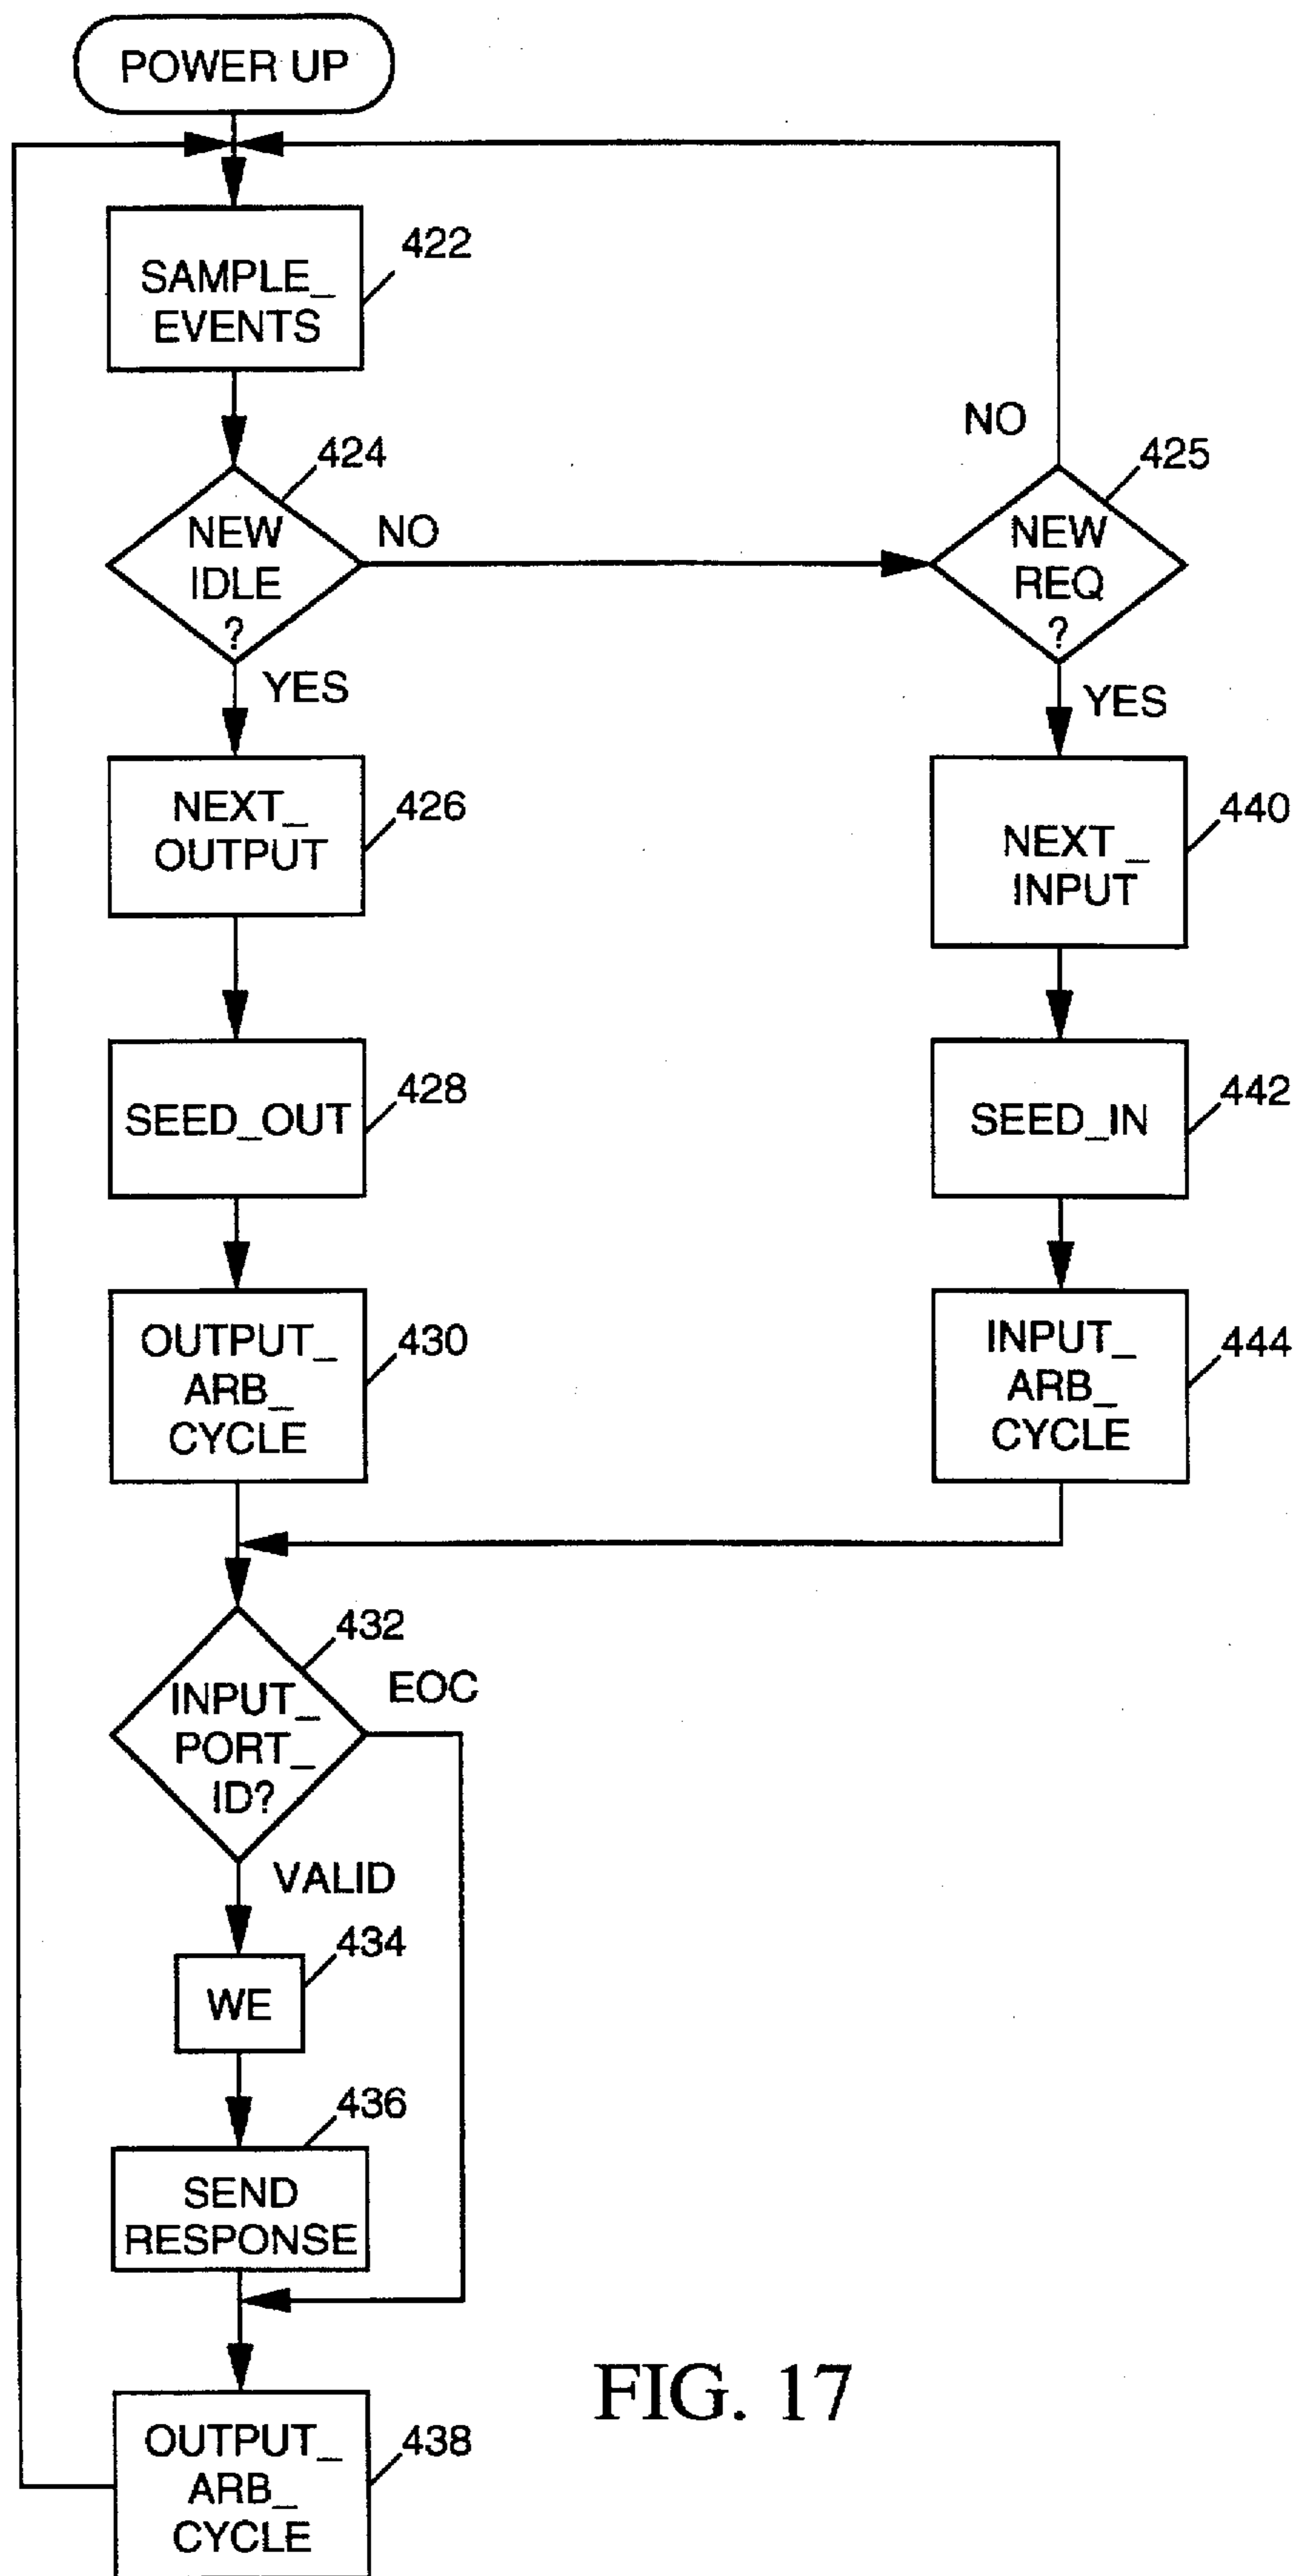 POWER UP
422
SAMPLE_
EVENTS
424
NEW
IDLE
?
NO
NO
425
NEW
REQ
?
YES
YES
NEXT_
OUTPUT
426
NEXT_
INPUT
440
SEED_OUT
428
SEED_IN
442
OUTPUT_
ARB_
CYCLE
430
INPUT_
ARB_
CYCLE
444
432
INPUT_
PORT_
ID?
EOC
VALID
434
WE
436
SEND
RESPONSE
OUTPUT_
ARB_
CYCLE
438
FIG. 17